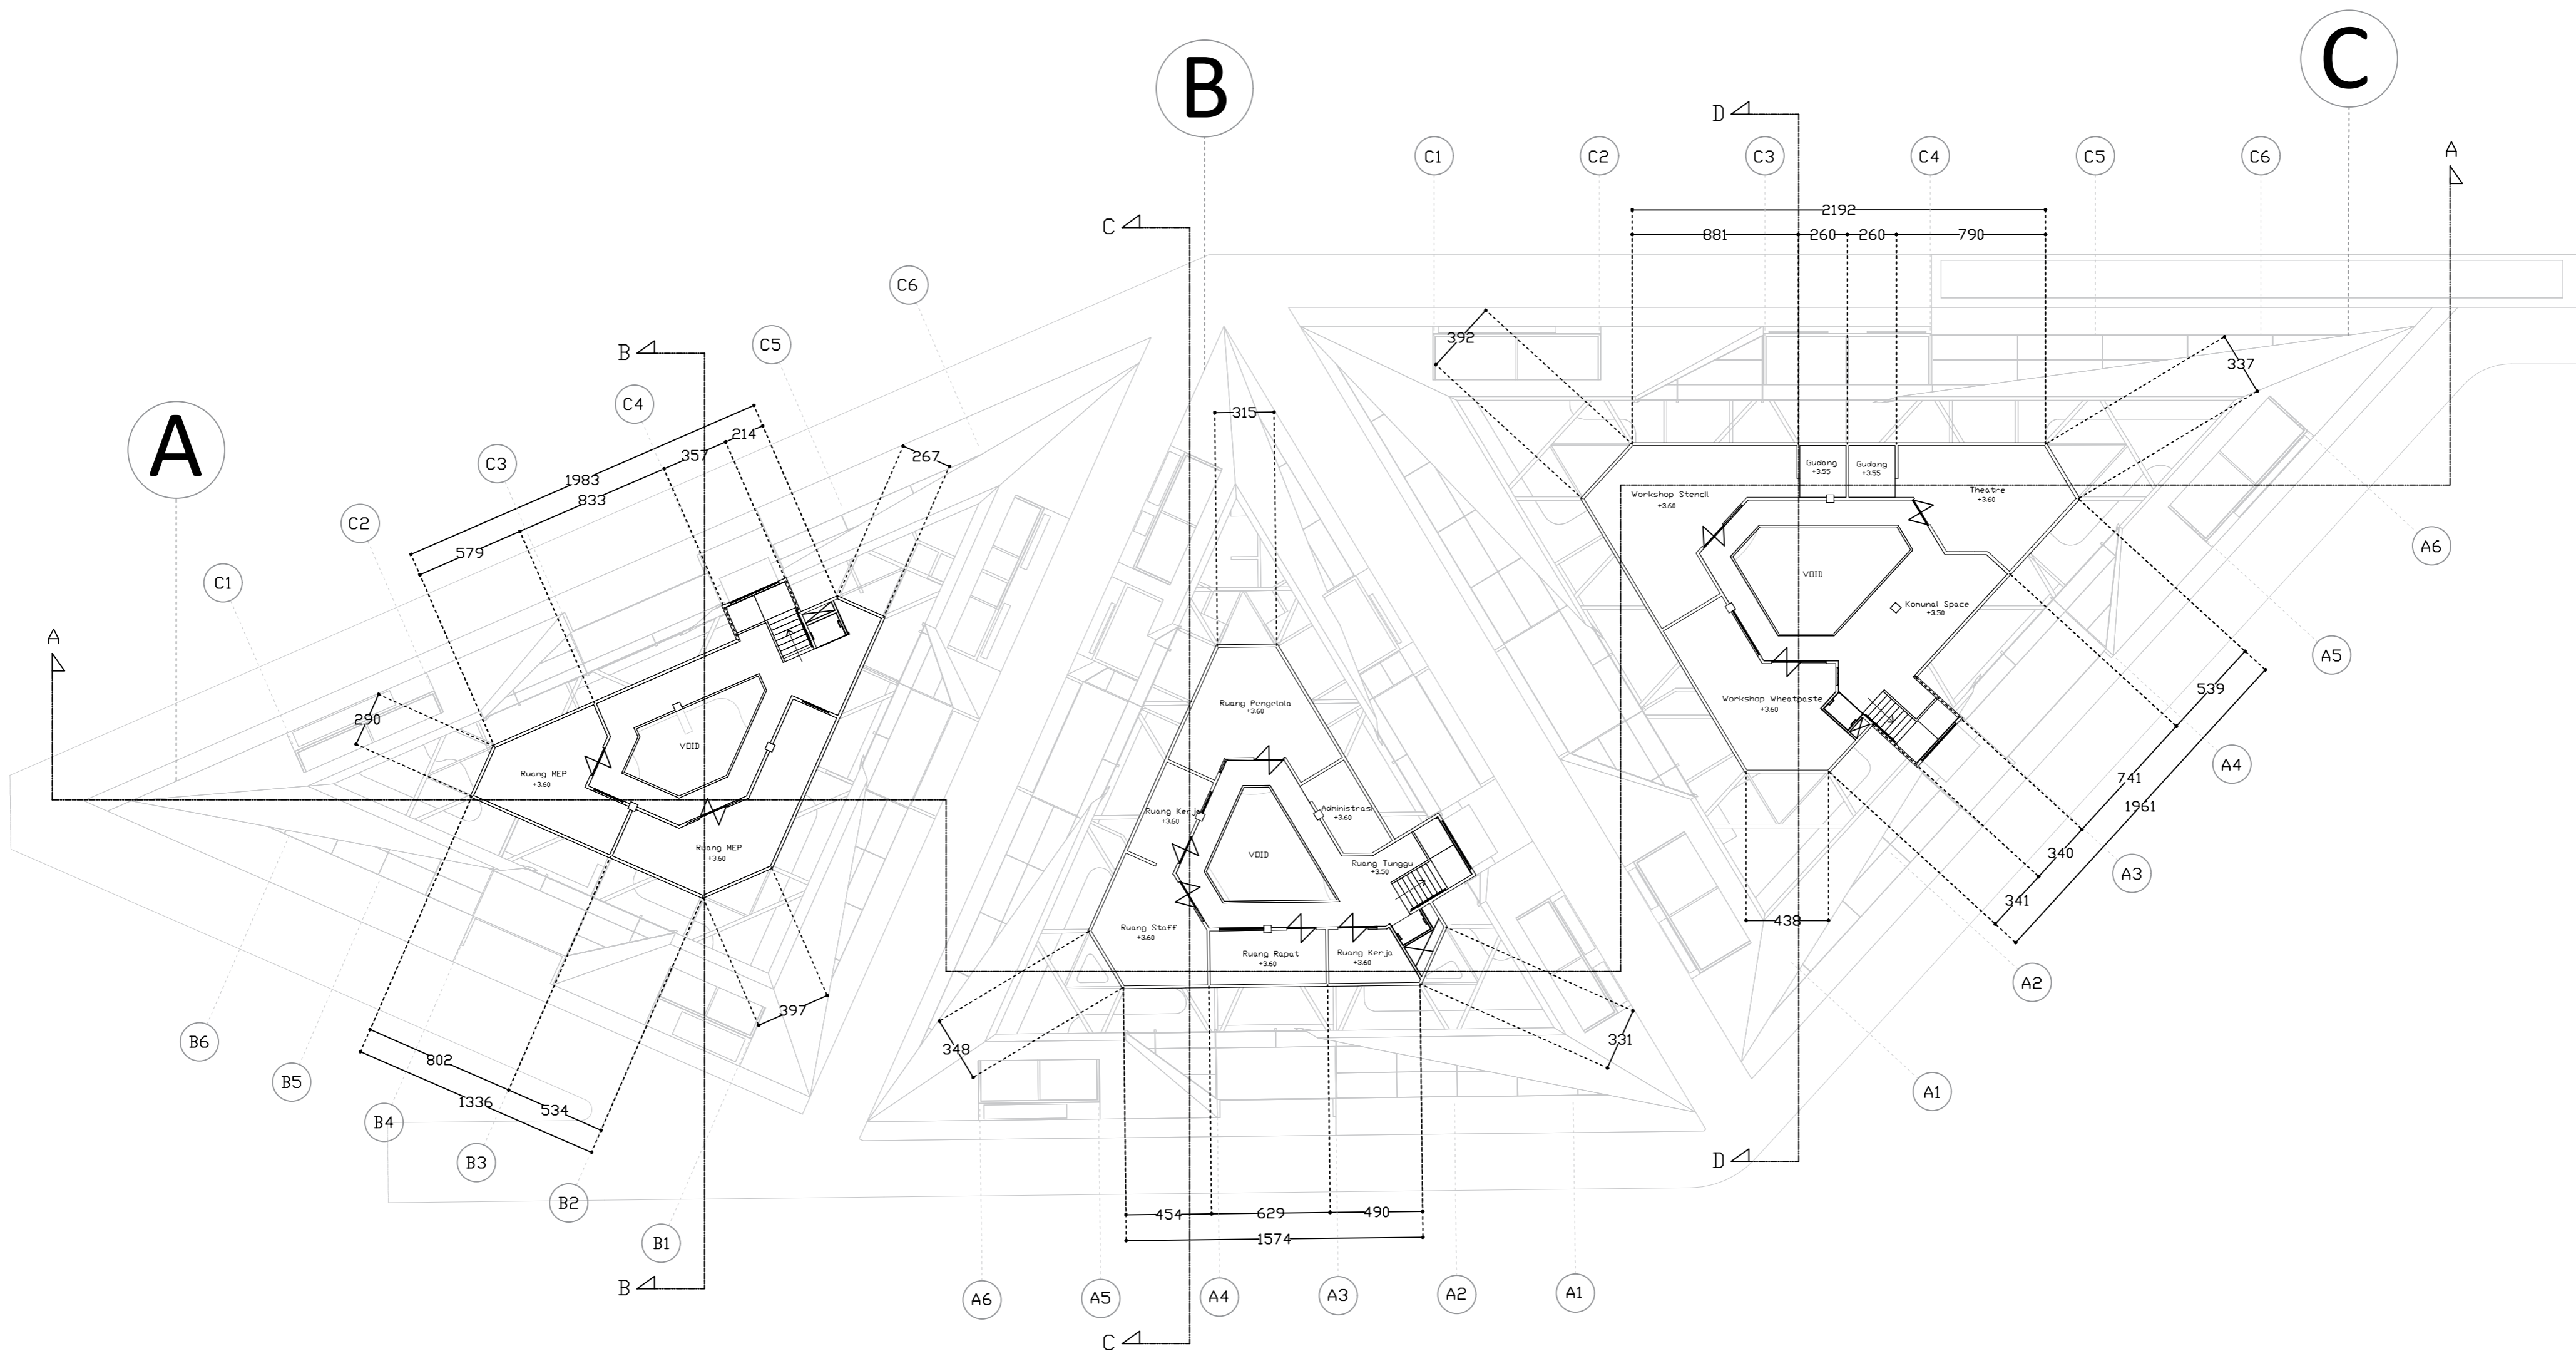 C
B
D
C1
C2
C3
C4
C5
C6
A
2192
C
881
260
260
790
C6
392
C5
337
B
Gudang
+3.55
Gudang
+3.55
C4
315
A
214
357
267
Workshop Stencil
+3.60
Theatre
+3.60
C3
1983
833
A6
C2
579
VOID
C1
Komunal Space
+3.50
A
A5
539
290
Ruang Pengelola
+3.60
Workshop Wheatpaste
+3.60
VOID
A4
Ruang MEP
+3.60
741
1961
Ruang Kerja
+3.60
Administrasi
+3.60
Ruang MEP
+3.60
VOID
Ruang Tunggu
+3.50
340
A3
341
438
Ruang Staff
+3.60
Ruang Rapat
+3.60
Ruang Kerja
+3.60
A2
397
B6
348
331
802
B5
A1
1336
534
B4
B3
D
B2
454
629
490
1574
B1
B
A6
A5
A4
A3
A2
A1
C